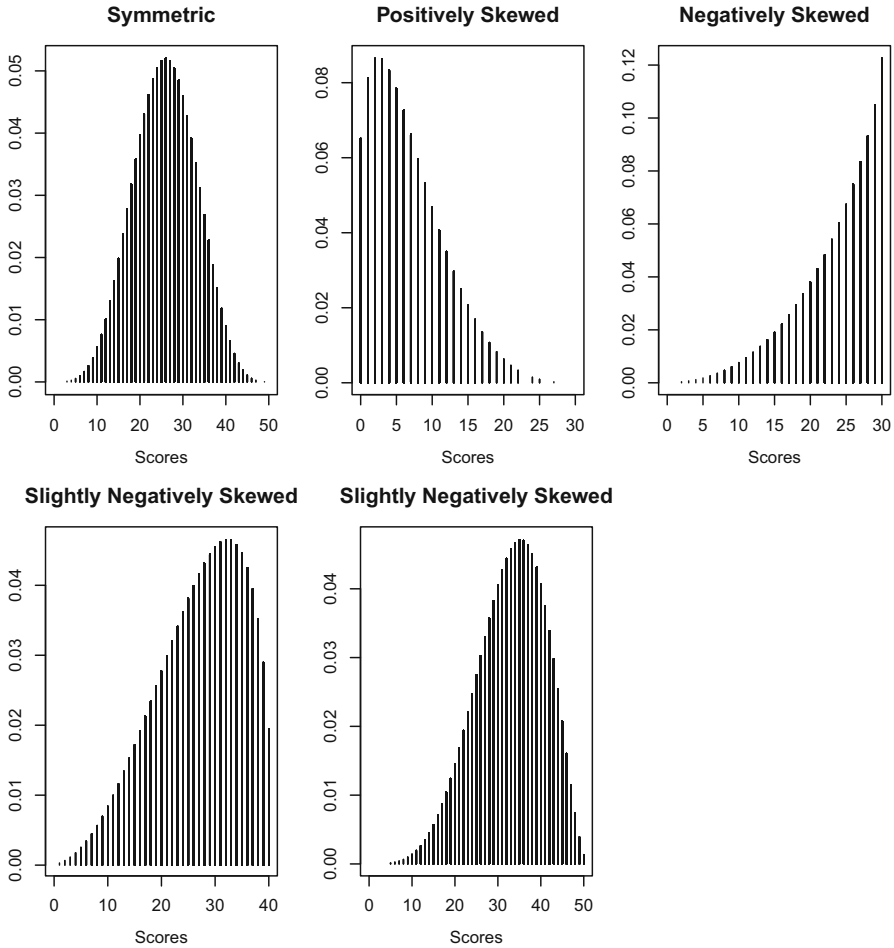 Symmetric
0.00 0.01 0.02 0.03 0.04 0.05
0 10 20 30 40 50
Scores
Positively Skewed
0.00 0.02 0.04 0.06 0.08
0 5 10 15 20 25 30
Scores
Negatively Skewed
0.00 0.02 0.04 0.06 0.08 0.10 0.12
0 5 10 15 20 25 30
Scores
Slightly Negatively Skewed
0.00 0.01 0.02 0.03 0.04
0 10 20 30 40
Scores
Slightly Negatively Skewed
0.00 0.01 0.02 0.03 0.04
0 10 20 30 40 50
Scores